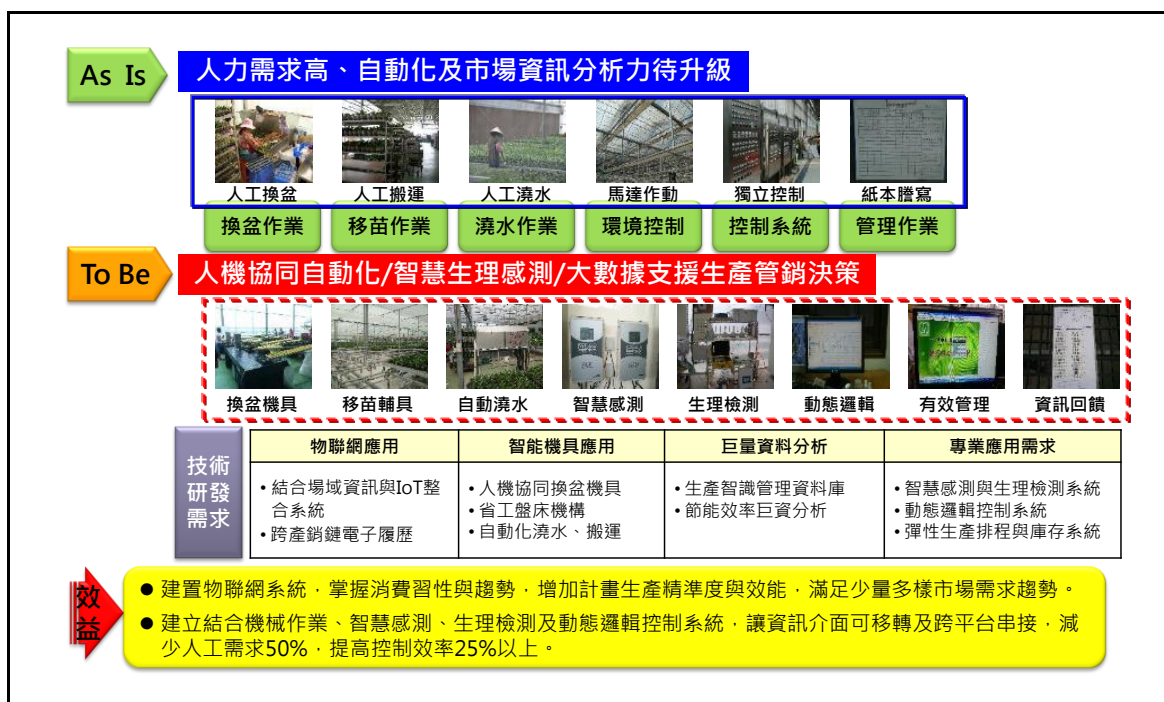 As Is
人力需求高、自動化及市場資訊分析力待升級
人工換盆 人工搬運 人工澆水 馬達作動 獨立控制 紙本謄寫
換盆作業 移苗作業 澆水作業 環境控制 控制系統 管理作業
To Be
人機協同自動化/智慧生理感測/大數據支援生產管銷決策
換盆機具 移苗輔具 自動澆水 智慧感測 生理檢測 動態邏輯 有效管理 資訊回饋
技術
研發
需求
物聯網應用 智能機具應用 巨量資料分析 專業應用需求
• 結合場域資訊與IoT整
合系統
• 跨產銷鏈電子履歷
• 人機協同換盆機具
• 省工盤床機構
• 自動化澆水、搬運
• 生產智識管理資料庫
• 節能效率巨資分析
• 智慧感測與生理檢測系統
• 動態邏輯控制系統
• 彈性生產排程與庫存系統
效
益
● 建置物聯網系統，掌握消費習性與趨勢，增加計畫生產精準度與效能，滿足少量多樣市場需求趨勢。
● 建立結合機械作業、智慧感測、生理檢測及動態邏輯控制系統，讓資訊介面可移轉及跨平台串接，減
少人工需求50%，提高控制效率25%以上。